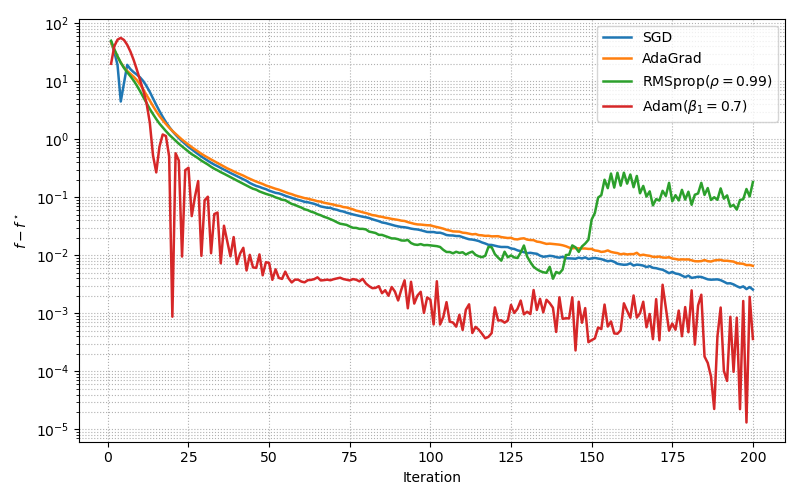 10²
10¹
10⁰
10⁻¹
10⁻²
10⁻³
10⁻⁴
10⁻⁵
f − f*
SGD
AdaGrad
RMSprop(ρ = 0.99)
Adam(β₁ = 0.7)
0 25 50 75 100 125 150 175 200
Iteration